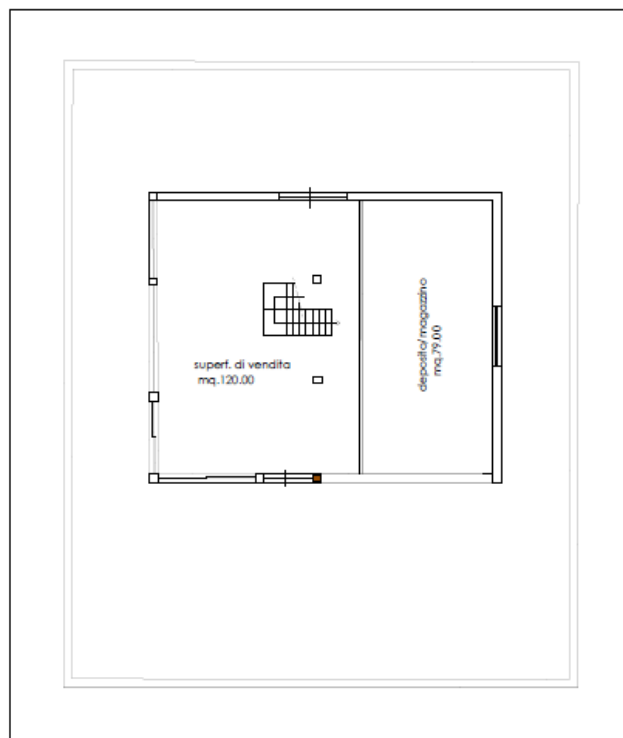 superf. di vendita
mq.120.00
deposito/magazzino
mq.79.00